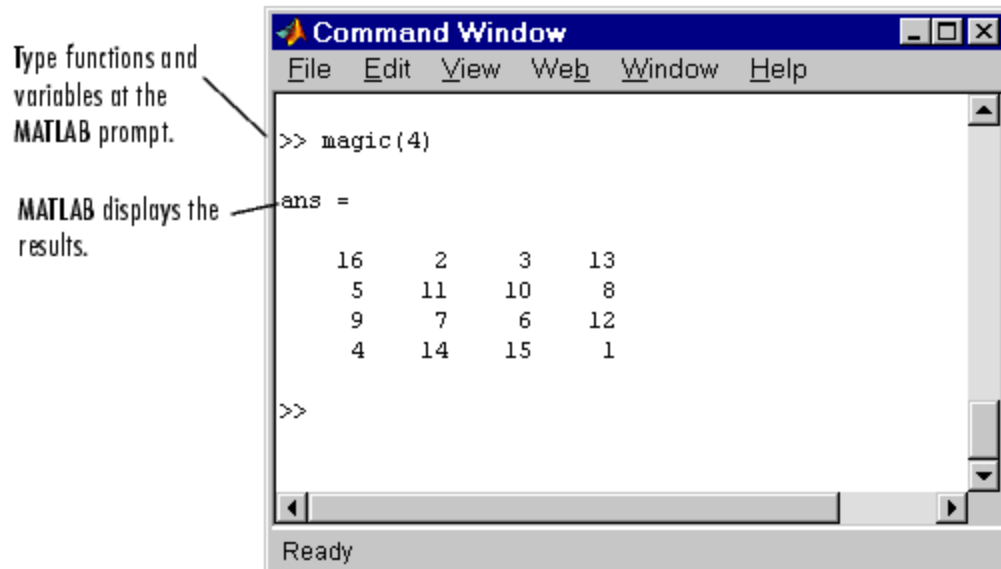 Type functions and
variables at the
MATLAB prompt.
MATLAB displays the
results.
Command Window
File Edit View Web Window Help
>> magic(4)
ans =
16 2 3 13
5 11 10 8
9 7 6 12
4 14 15 1
>>
Ready